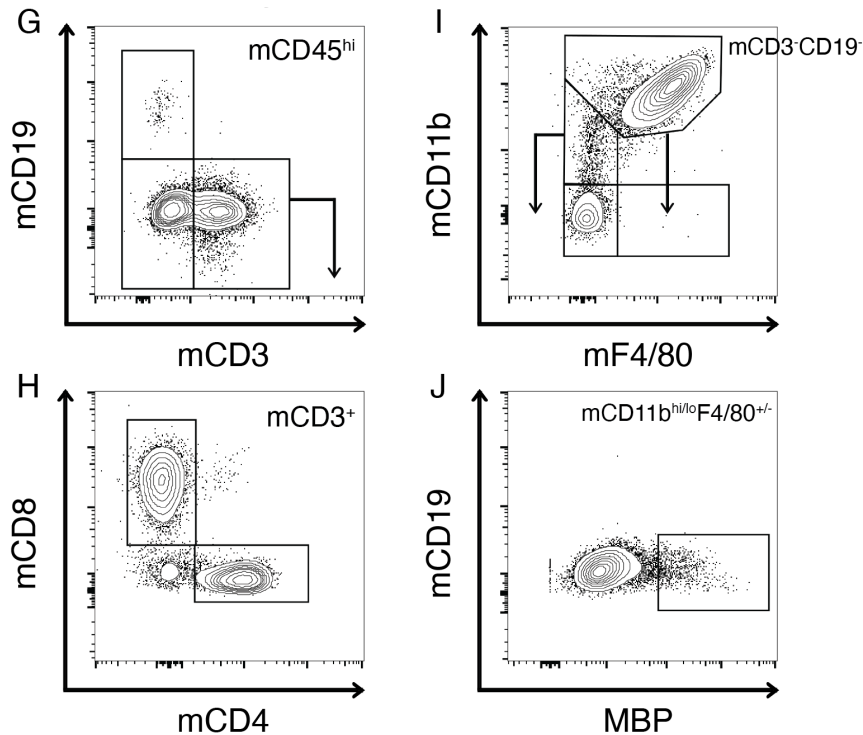 G
mCD45hi
mCD19
mCD3
I
mCD3-CD19-
mCD11b
mF4/80
H
mCD3+
mCD8
mCD4
J
mCD11bhi/loF4/80+/-
mCD19
MBP